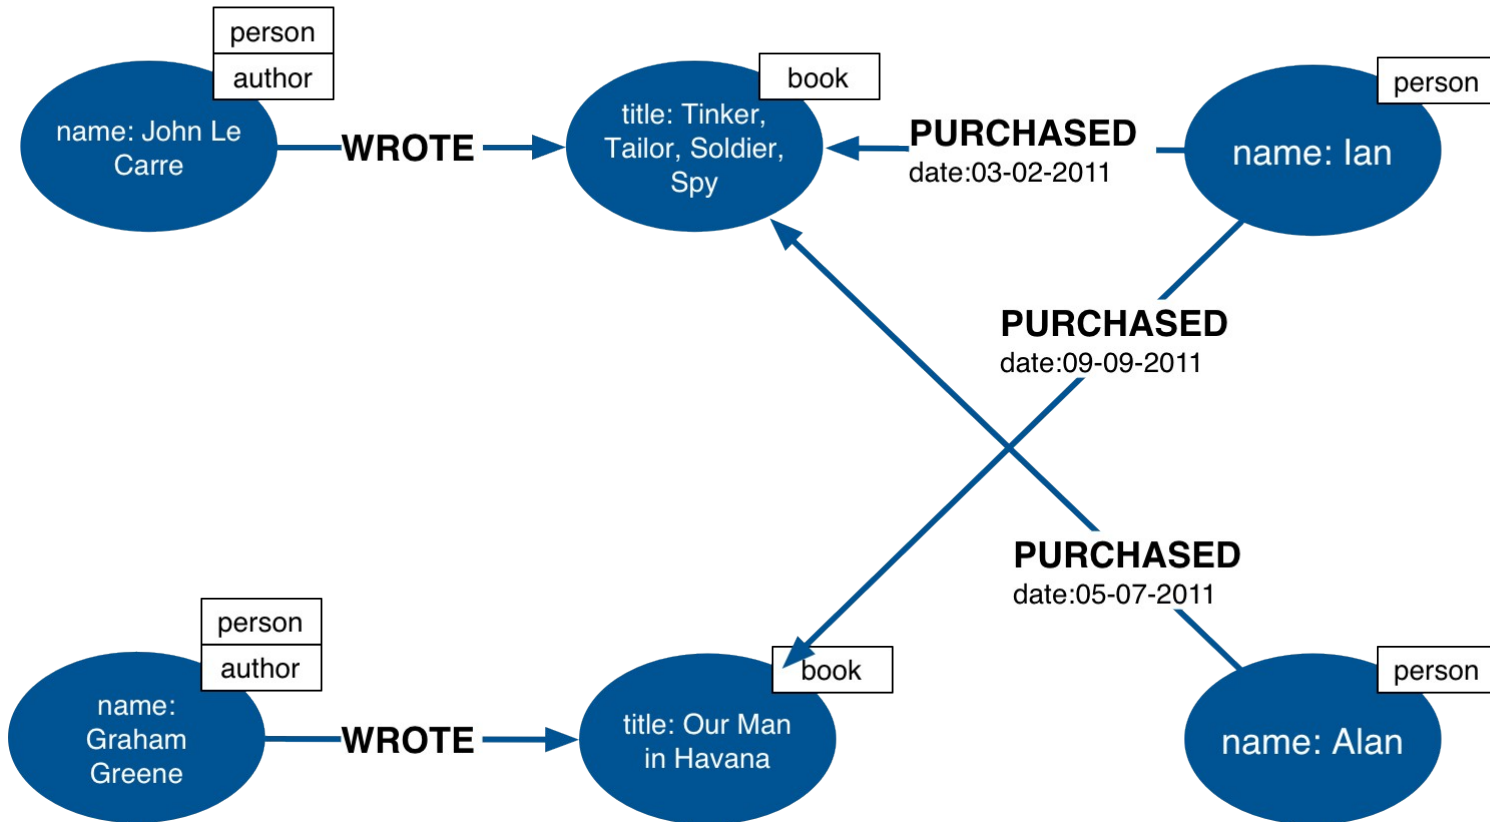 person
author
name: John Le
Carre
WROTE
book
title: Tinker,
Tailor, Soldier,
Spy
PURCHASED
date:03-02-2011
person
name: Ian
PURCHASED
date:09-09-2011
PURCHASED
date:05-07-2011
person
author
name:
Graham
Greene
WROTE
book
title: Our Man
in Havana
person
name: Alan